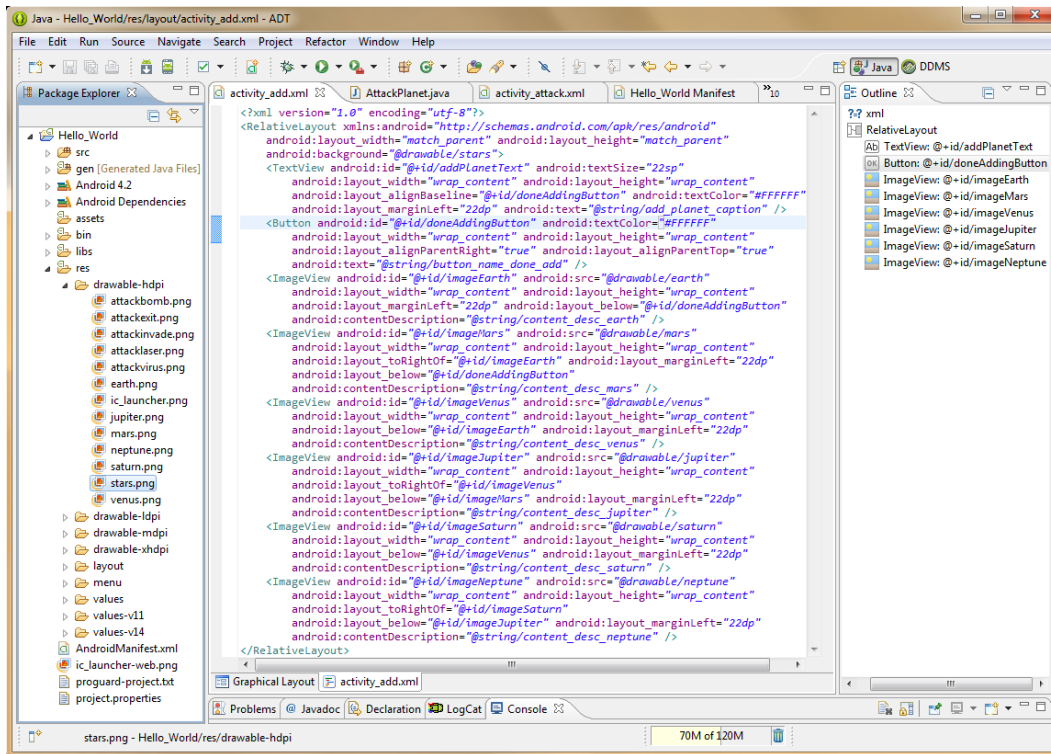 Java - Hello_World/res/layout/activity_add.xml - ADT
File Edit Run Source Navigate Search Project Refactor Window Help
Java DDMS
Package Explorer
Hello_World
src
gen [Generated Java Files]
Android 4.2
Android Dependencies
assets
bin
libs
res
drawable-hdpi
attackbomb.png
attackexit.png
attackinvade.png
attacklaser.png
attackvirus.png
earth.png
ic_launcher.png
jupiter.png
mars.png
neptune.png
saturn.png
stars.png
venus.png
drawable-ldpi
drawable-mdpi
drawable-xhdpi
layout
menu
values
values-v11
values-v14
AndroidManifest.xml
ic_launcher-web.png
proguard-project.txt
project.properties
activity_add.xml AttackPlanet.java activity_attack.xml Hello_World Manifest »10
<?xml version="1.0" encoding="utf-8"?>
<RelativeLayout xmlns:android="http://schemas.android.com/apk/res/android"
android:layout_width="match_parent" android:layout_height="match_parent"
android:background="@drawable/stars">
<TextView android:id="@+id/addPlanetText" android:textSize="22sp"
android:layout_width="wrap_content" android:layout_height="wrap_content"
android:layout_alignBaseline="@+id/doneAddingButton" android:textColor="#FFFFFF"
android:layout_marginLeft="22dp" android:text="@string/add_planet_caption" />
<Button android:id="@+id/doneAddingButton" android:textColor="#FFFFFF"
android:layout_width="wrap_content" android:layout_height="wrap_content"
android:layout_alignParentRight="true" android:layout_alignParentTop="true"
android:text="@string/button_name_done_add" />
<ImageView android:id="@+id/imageEarth" android:src="@drawable/earth"
android:layout_width="wrap_content" android:layout_height="wrap_content"
android:layout_marginLeft="22dp" android:layout_below="@+id/doneAddingButton"
android:contentDescription="@string/content_desc_earth" />
<ImageView android:id="@+id/imageMars" android:src="@drawable/mars"
android:layout_width="wrap_content" android:layout_height="wrap_content"
android:layout_toRightOf="@+id/imageEarth" android:layout_marginLeft="22dp"
android:layout_below="@+id/doneAddingButton"
android:contentDescription="@string/content_desc_mars" />
<ImageView android:id="@+id/imageVenus" android:src="@drawable/venus"
android:layout_width="wrap_content" android:layout_height="wrap_content"
android:layout_below="@+id/imageEarth" android:layout_marginLeft="22dp"
android:contentDescription="@string/content_desc_venus" />
<ImageView android:id="@+id/imageJupiter" android:src="@drawable/jupiter"
android:layout_width="wrap_content" android:layout_height="wrap_content"
android:layout_toRightOf="@+id/imageVenus"
android:layout_below="@+id/imageMars" android:layout_marginLeft="22dp"
android:contentDescription="@string/content_desc_jupiter" />
<ImageView android:id="@+id/imageSaturn" android:src="@drawable/saturn"
android:layout_width="wrap_content" android:layout_height="wrap_content"
android:layout_below="@+id/imageVenus" android:layout_marginLeft="22dp"
android:contentDescription="@string/content_desc_saturn" />
<ImageView android:id="@+id/imageNeptune" android:src="@drawable/neptune"
android:layout_width="wrap_content" android:layout_height="wrap_content"
android:layout_toRightOf="@+id/imageSaturn"
android:layout_below="@+id/imageJupiter" android:layout_marginLeft="22dp"
android:contentDescription="@string/content_desc_neptune" />
</RelativeLayout>
Graphical Layout activity_add.xml
Outline
?=? xml
RelativeLayout
Ab TextView: @+id/addPlanetText
OK Button: @+id/doneAddingButton
ImageView: @+id/imageEarth
ImageView: @+id/imageMars
ImageView: @+id/imageVenus
ImageView: @+id/imageJupiter
ImageView: @+id/imageSaturn
ImageView: @+id/imageNeptune
Problems @ Javadoc Declaration LogCat Console
stars.png - Hello_World/res/drawable-hdpi
70M of 120M